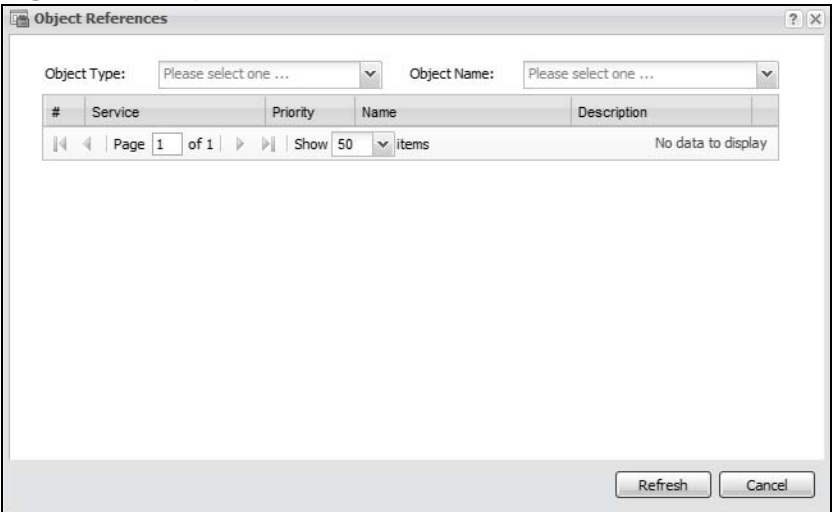 Object References ? X
Object Type: Please select one ... Object Name: Please select one ...
# Service Priority Name Description
Page 1 of 1 Show 50 items No data to display
Refresh Cancel